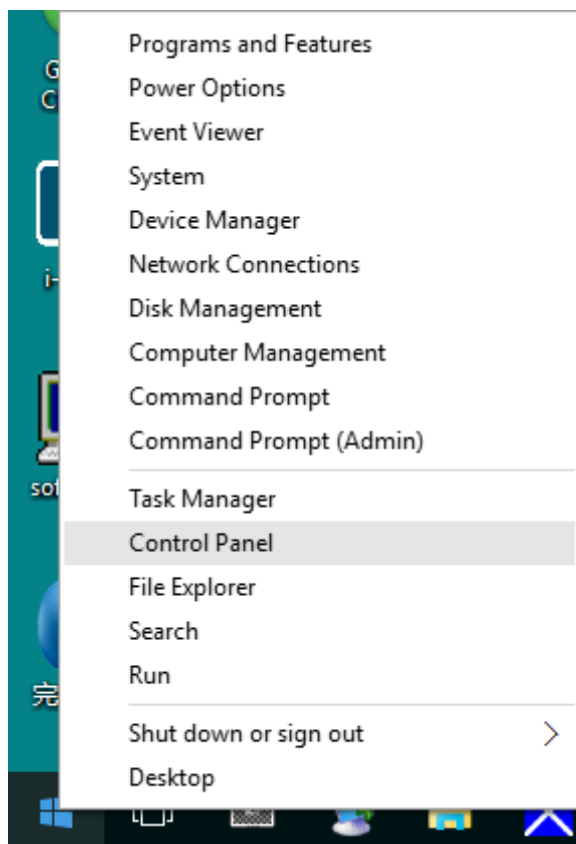 G
C
Programs and Features
Power Options
Event Viewer
System
Device Manager
i-
Network Connections
Disk Management
Computer Management
Command Prompt
Command Prompt (Admin)
Task Manager
Control Panel
File Explorer
Search
Run
完
Shut down or sign out
Desktop